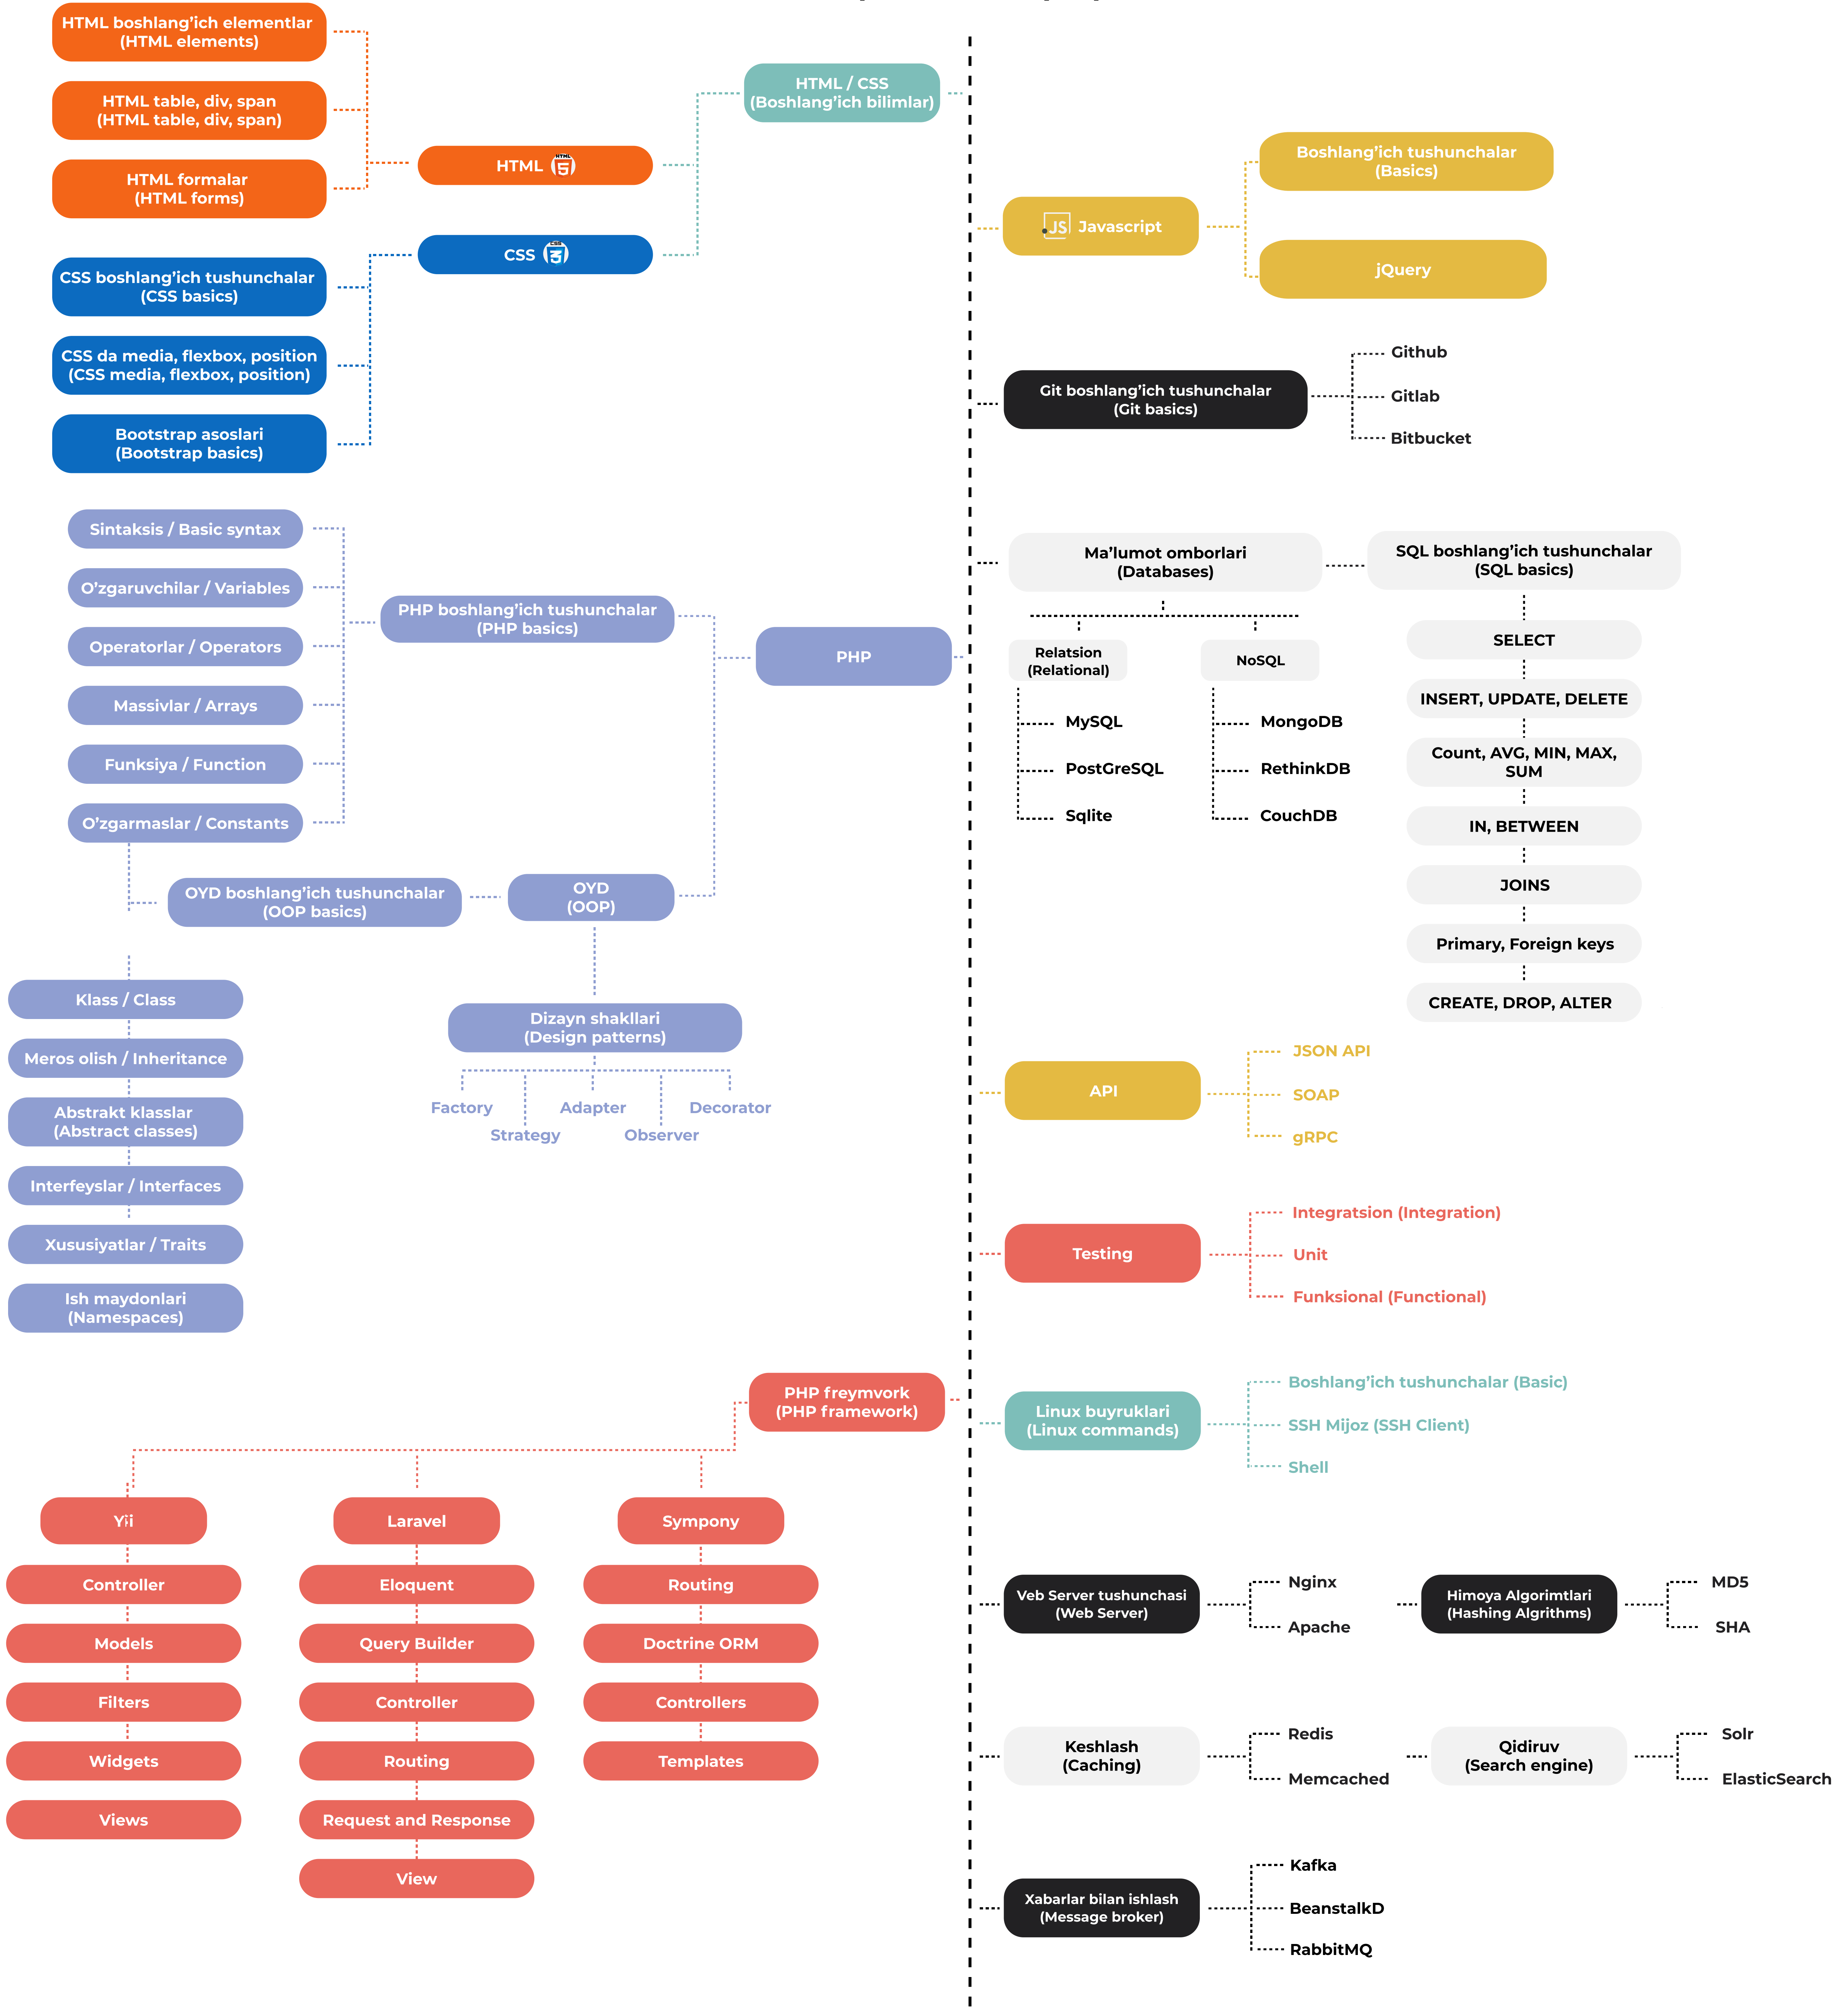 HTML boshlang’ich elementlar
(HTML elements)
HTML table, div, span
(HTML table, div, span)
HTML formalar
(HTML forms)
HTML
CSS
HTML / CSS
(Boshlang’ich bilimlar)
CSS boshlang’ich tushunchalar
(CSS basics)
CSS da media, flexbox, position
(CSS media, flexbox, position)
Bootstrap asoslari
(Bootstrap basics)
Sintaksis / Basic syntax
O’zgaruvchilar / Variables
Operatorlar / Operators
Massivlar / Arrays
Funksiya / Function
O’zgarmaslar / Constants
PHP boshlang’ich tushunchalar
(PHP basics)
PHP
OYD boshlang’ich tushunchalar
(OOP basics)
OYD
(OOP)
Klass / Class
Meros olish / Inheritance
Abstrakt klasslar
(Abstract classes)
Interfeyslar / Interfaces
Xususiyatlar / Traits
Ish maydonlari
(Namespaces)
Dizayn shakllari
(Design patterns)
Factory
Strategy
Adapter
Observer
Decorator
PHP freymvork
(PHP framework)
Yii
Controller
Models
Filters
Widgets
Views
Laravel
Eloquent
Query Builder
Controller
Routing
Request and Response
View
Sympony
Routing
Doctrine ORM
Controllers
Templates
JS Javascript
Boshlang’ich tushunchalar
(Basics)
jQuery
Git boshlang’ich tushunchalar
(Git basics)
Github
Gitlab
Bitbucket
Ma’lumot omborlari
(Databases)
Relatsion
(Relational)
MySQL
PostGreSQL
Sqlite
NoSQL
MongoDB
RethinkDB
CouchDB
SQL boshlang’ich tushunchalar
(SQL basics)
SELECT
INSERT, UPDATE, DELETE
Count, AVG, MIN, MAX,
SUM
IN, BETWEEN
JOINS
Primary, Foreign keys
CREATE, DROP, ALTER
API
JSON API
SOAP
gRPC
Testing
Integratsion (Integration)
Unit
Funksional (Functional)
Linux buyruklari
(Linux commands)
Boshlang’ich tushunchalar (Basic)
SSH Mijoz (SSH Client)
Shell
Veb Server tushunchasi
(Web Server)
Nginx
Apache
Himoya Algorimtlari
(Hashing Algrithms)
MD5
SHA
Keshlash
(Caching)
Redis
Memcached
Qidiruv
(Search engine)
Solr
ElasticSearch
Xabarlar bilan ishlash
(Message broker)
Kafka
BeanstalkD
RabbitMQ